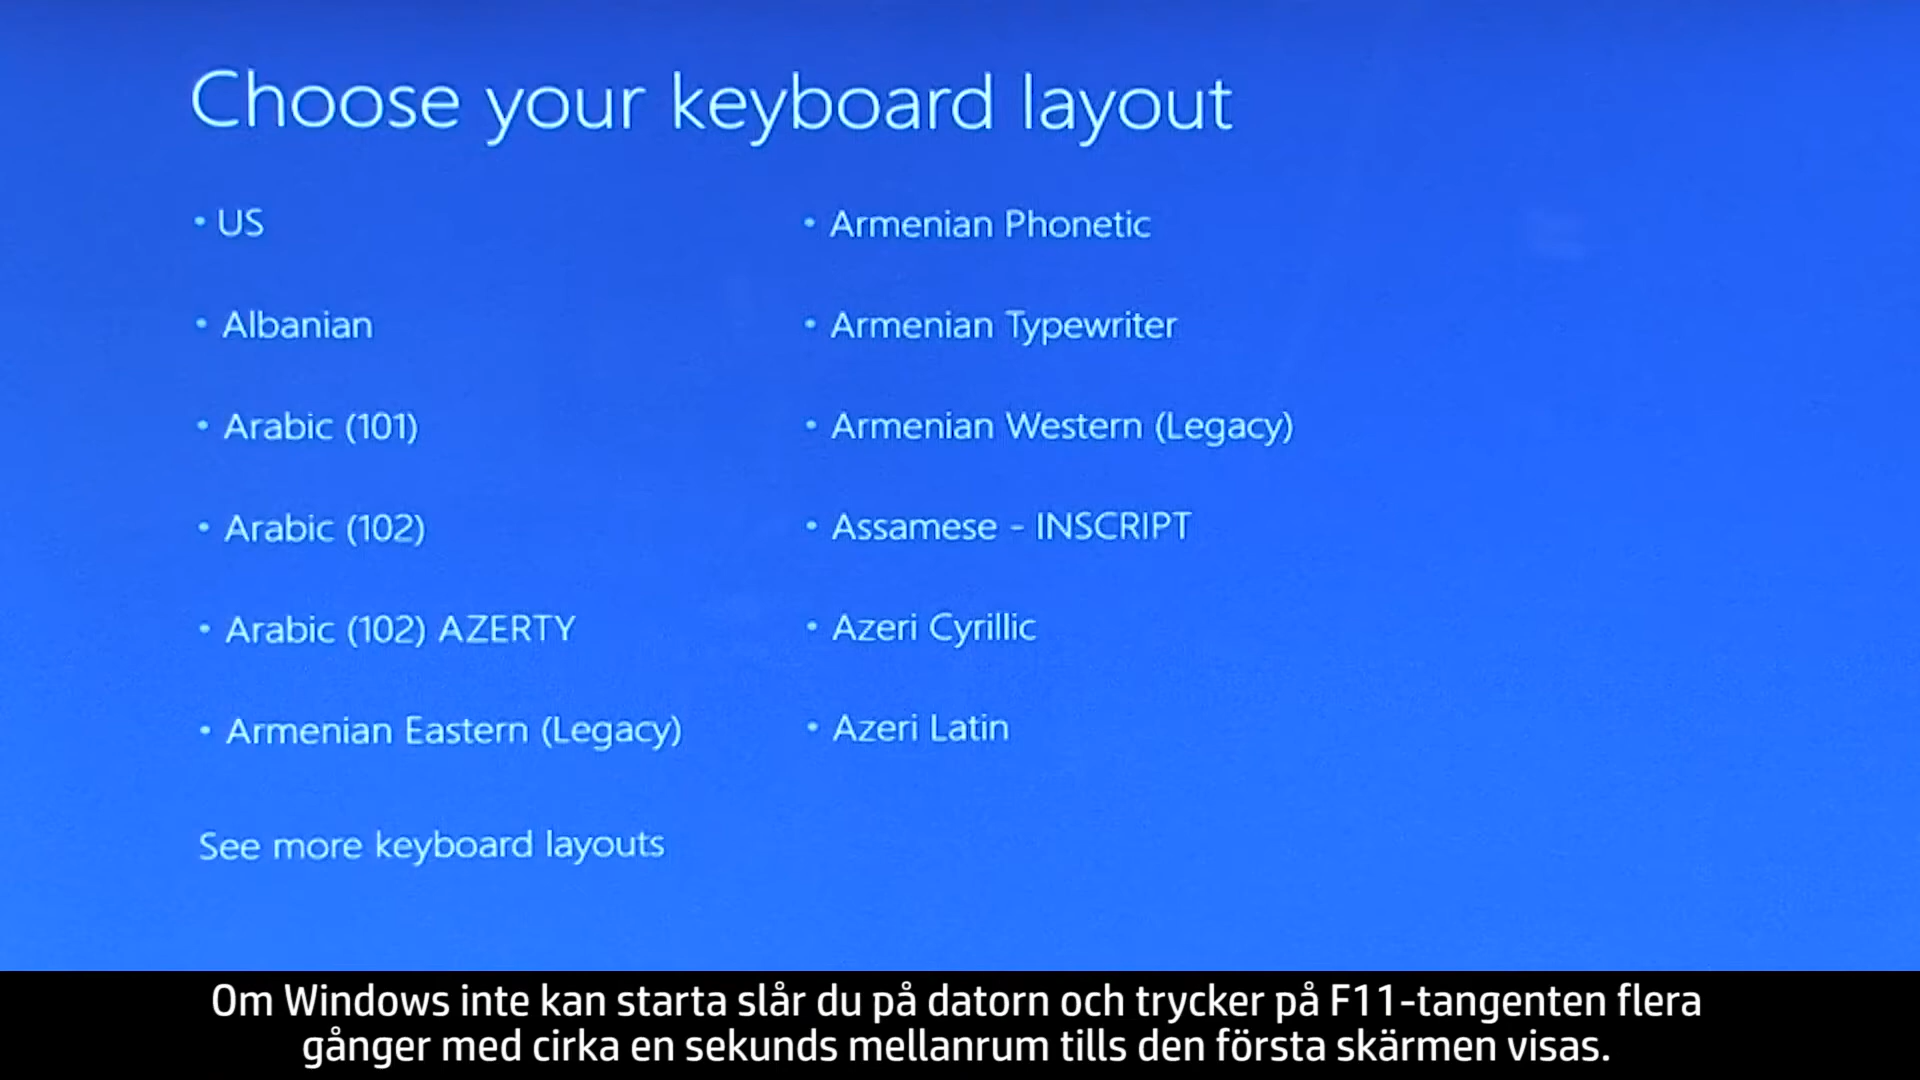 Choose your keyboard layout
• US
• Albanian
• Arabic (101)
• Arabic (102)
• Arabic (102) AZERTY
• Armenian Eastern (Legacy)
• Armenian Phonetic
• Armenian Typewriter
• Armenian Western (Legacy)
• Assamese - INSCRIPT
• Azeri Cyrillic
• Azeri Latin
See more keyboard layouts
Om Windows inte kan starta slår du på datorn och trycker på F11-tangenten flera
gånger med cirka en sekunds mellanrum tills den första skärmen visas.